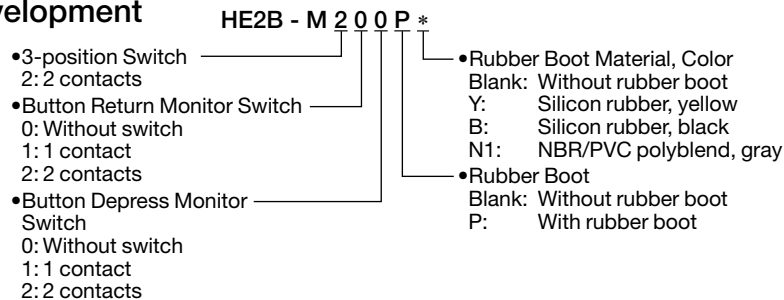 velopment
HE2B - M 2 0 0 P *
•3-position Switch
2: 2 contacts
•Button Return Monitor Switch
0: Without switch
1: 1 contact
2: 2 contacts
•Button Depress Monitor
Switch
0: Without switch
1: 1 contact
2: 2 contacts
•Rubber Boot Material, Color
Blank: Without rubber boot
Y: Silicon rubber, yellow
B: Silicon rubber, black
N1: NBR/PVC polyblend, gray
•Rubber Boot
Blank: Without rubber boot
P: With rubber boot